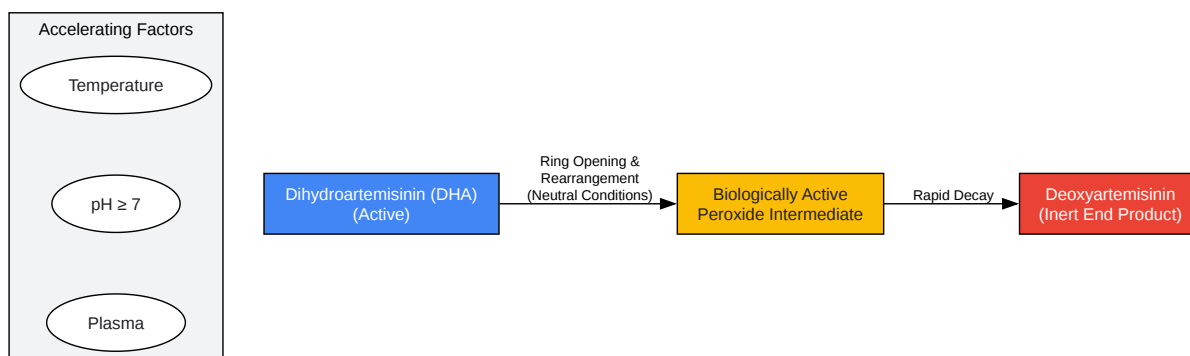 Accelerating Factors
Temperature
pH ≥ 7
Plasma
Dihydroartemisinin (DHA)
(Active)
Ring Opening &
Rearrangement
(Neutral Conditions)
Biologically Active
Peroxide Intermediate
Rapid Decay
Deoxyartemisinin
(Inert End Product)